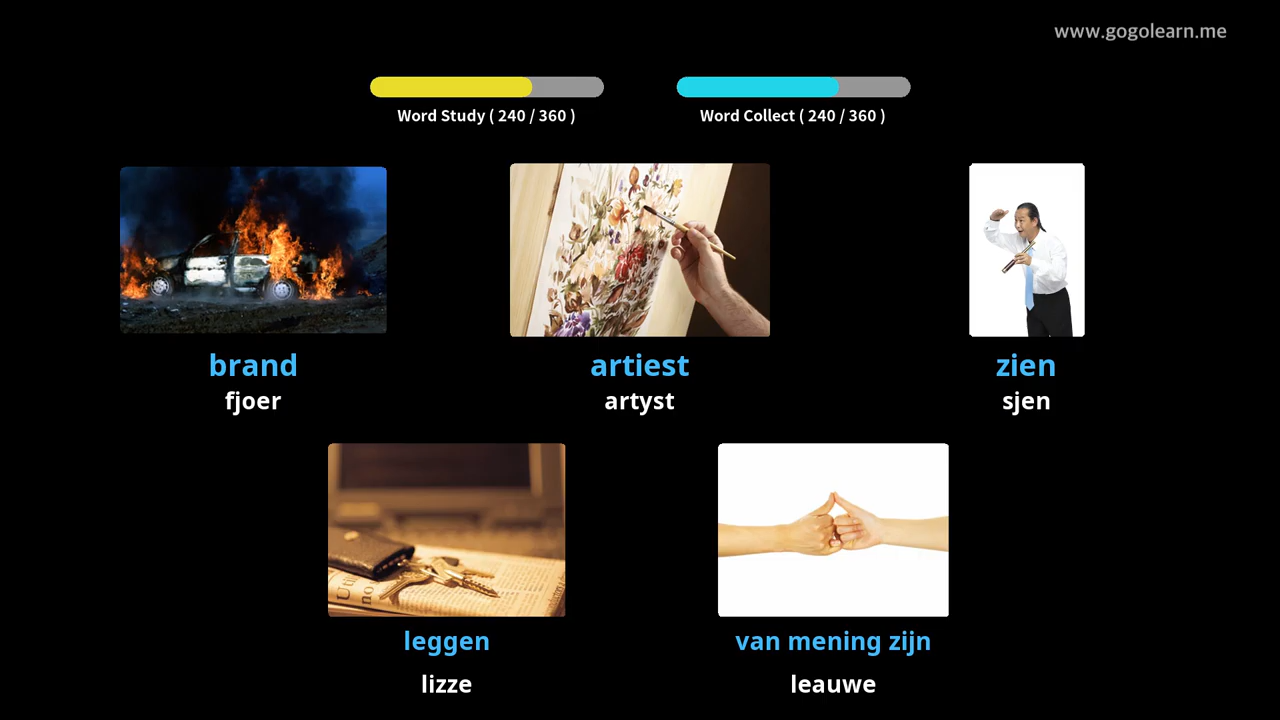 www.gogolearn.me
Word Study ( 240 / 360 )
Word Collect ( 240 / 360 )
brand
fjoer
artiest
artyst
zien
sjen
leggen
lizze
van mening zijn
leauwe